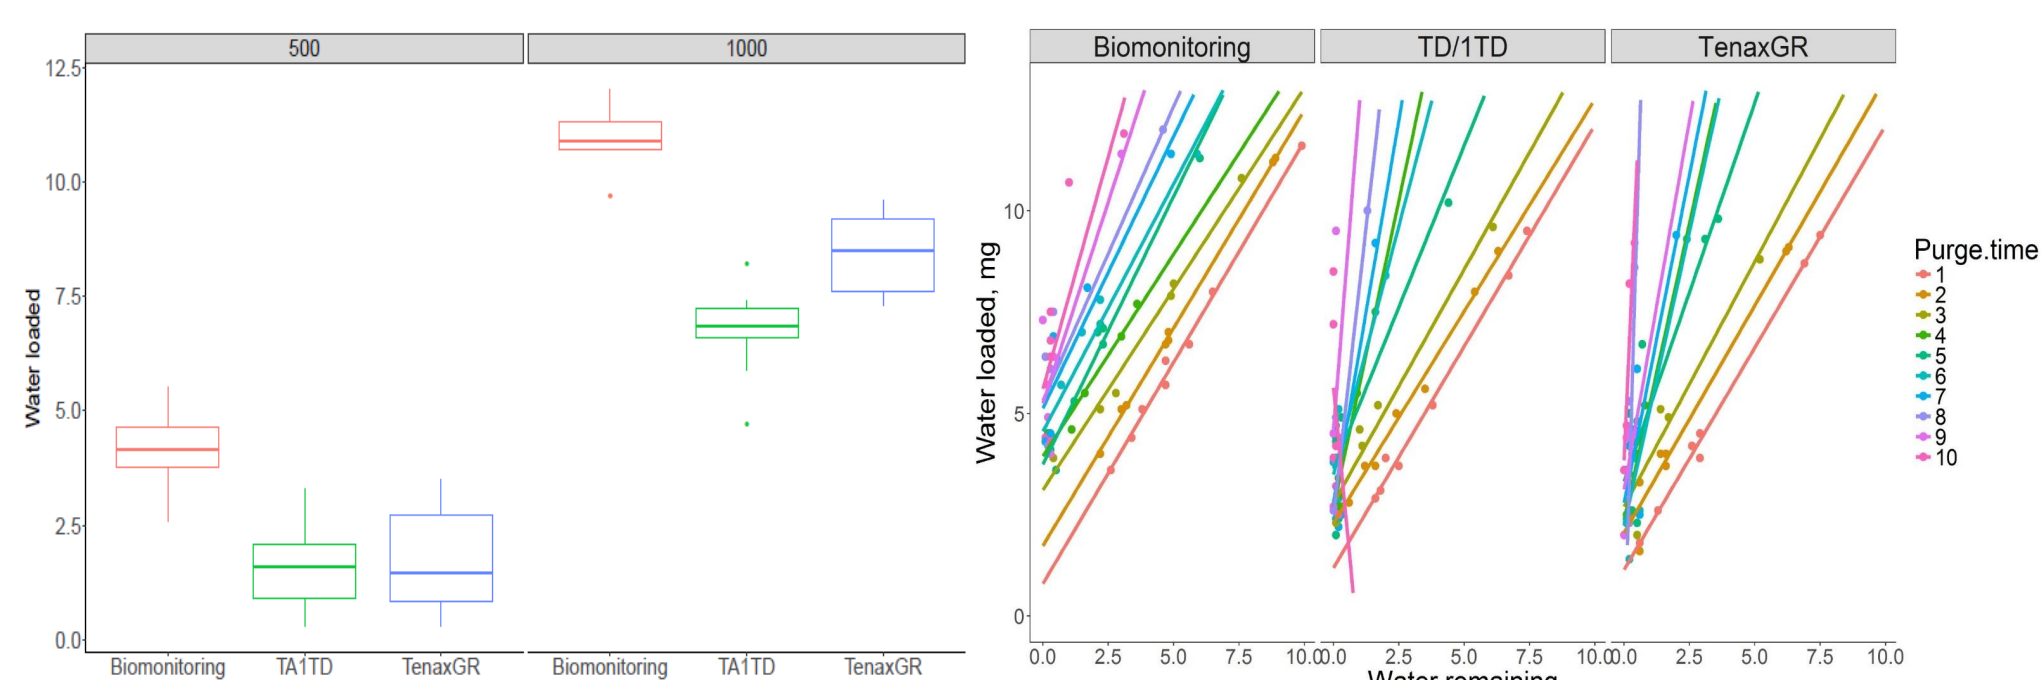 500 1000
12.5
10.0
7.5
5.0
2.5
0.0
Water loaded
Biomonitoring TA1TD TenaxGR Biomonitoring TA1TD TenaxGR
Biomonitoring TD/1TD TenaxGR
10
5
0
Water loaded, mg
0.0 2.5 5.0 7.5 10.0 0.0 2.5 5.0 7.5 10.0 0.0 2.5 5.0 7.5 10.0
Water remaining
Purge.time
1
2
3
4
5
6
7
8
9
10